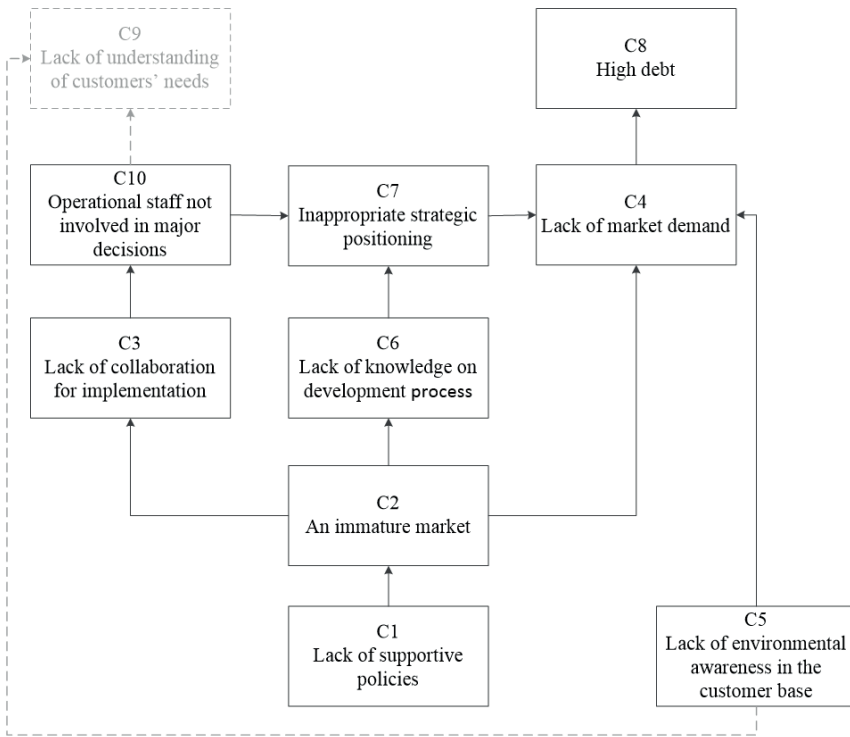 C9
Lack of understanding
of customers’ needs
C8
High debt
C10
Operational staff not
involved in major
decisions
C7
Inappropriate strategic
positioning
C4
Lack of market demand
C3
Lack of collaboration
for implementation
C6
Lack of knowledge on
development process
C2
An immature market
C1
Lack of supportive
policies
C5
Lack of environmental
awareness in the
customer base